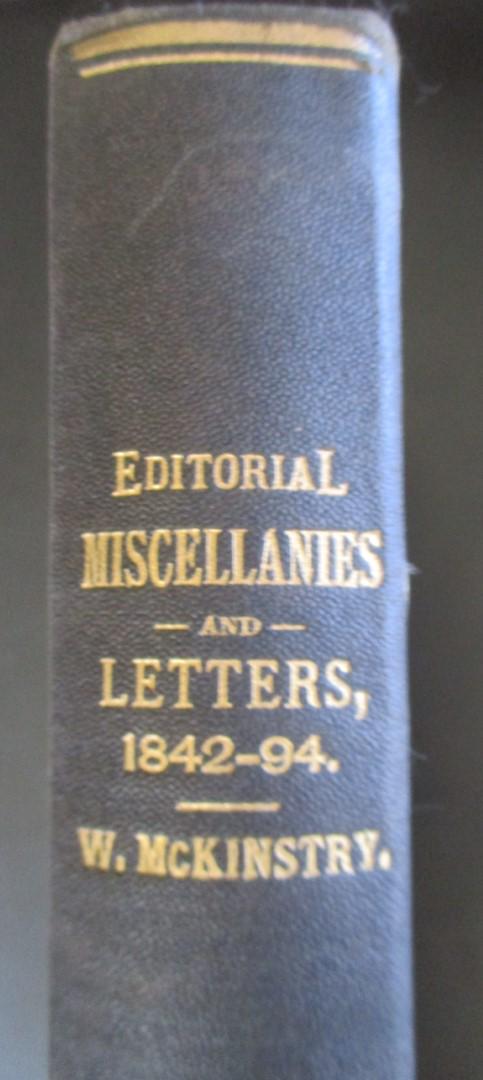 EDITORIAL
MISCELLANIES
— AND —
LETTERS,
1842-94.
W. McKINSTRY.